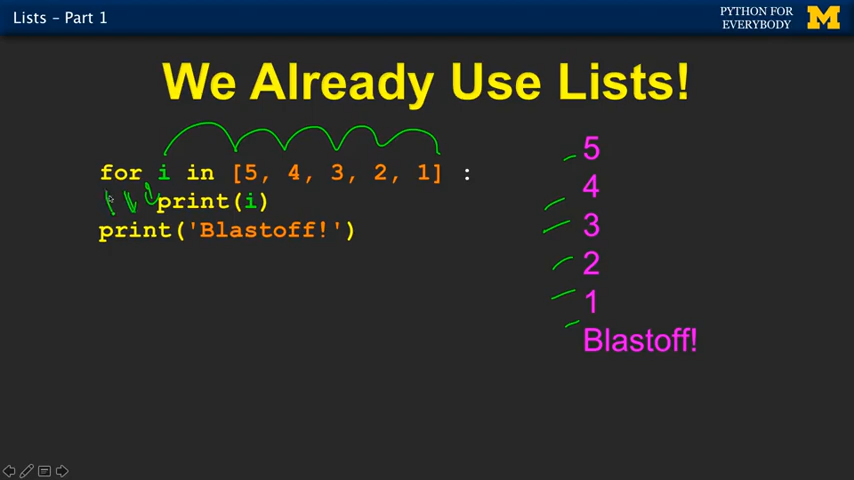 Lists – Part 1
PYTHON FOR
EVERYBODY
M
We Already Use Lists!
for i in [5, 4, 3, 2, 1] :
    print(i)
print('Blastoff!')
5
4
3
2
1
Blastoff!